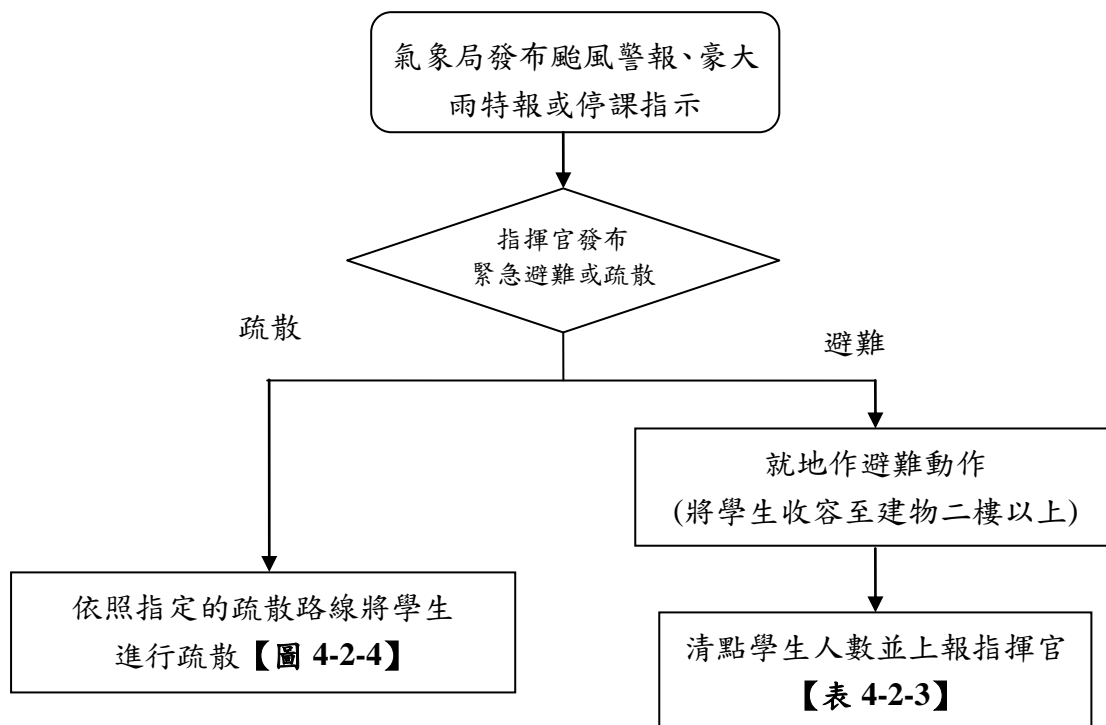 氣象局發布颱風警報、豪大
雨特報或停課指示
指揮官發布
緊急避難或疏散
疏散
避難
就地作避難動作
(將學生收容至建物二樓以上)
依照指定的疏散路線將學生
進行疏散【圖 4-2-4】
清點學生人數並上報指揮官
【表 4-2-3】